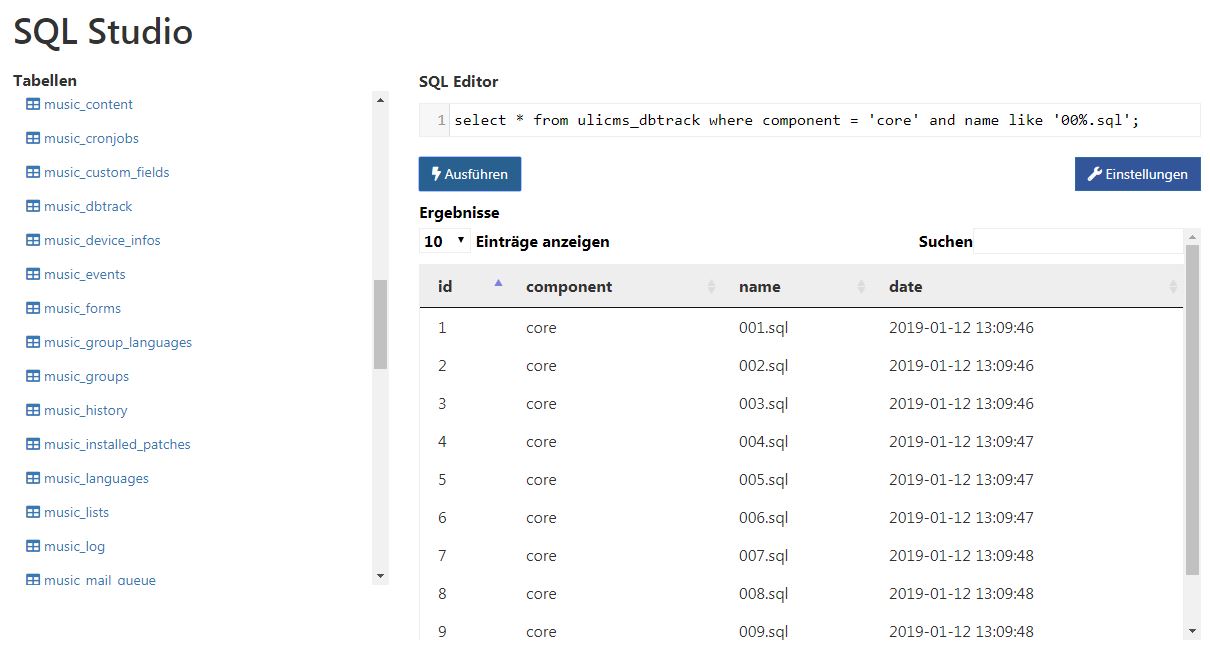 SQL Studio
Tabellen
music_content
music_cronjobs
music_custom_fields
music_dbtrack
music_device_infos
music_events
music_forms
music_group_languages
music_groups
music_history
music_installed_patches
music_languages
music_lists
music_log
music_mail_queue
SQL Editor
1 select * from ulicms_dbtrack where component = 'core' and name like '00%.sql';
Ausführen Einstellungen
Ergebnisse
10 Einträge anzeigen Suchen
id component name date
1 core 001.sql 2019-01-12 13:09:46
2 core 002.sql 2019-01-12 13:09:46
3 core 003.sql 2019-01-12 13:09:46
4 core 004.sql 2019-01-12 13:09:47
5 core 005.sql 2019-01-12 13:09:47
6 core 006.sql 2019-01-12 13:09:47
7 core 007.sql 2019-01-12 13:09:48
8 core 008.sql 2019-01-12 13:09:48
9 core 009.sql 2019-01-12 13:09:48